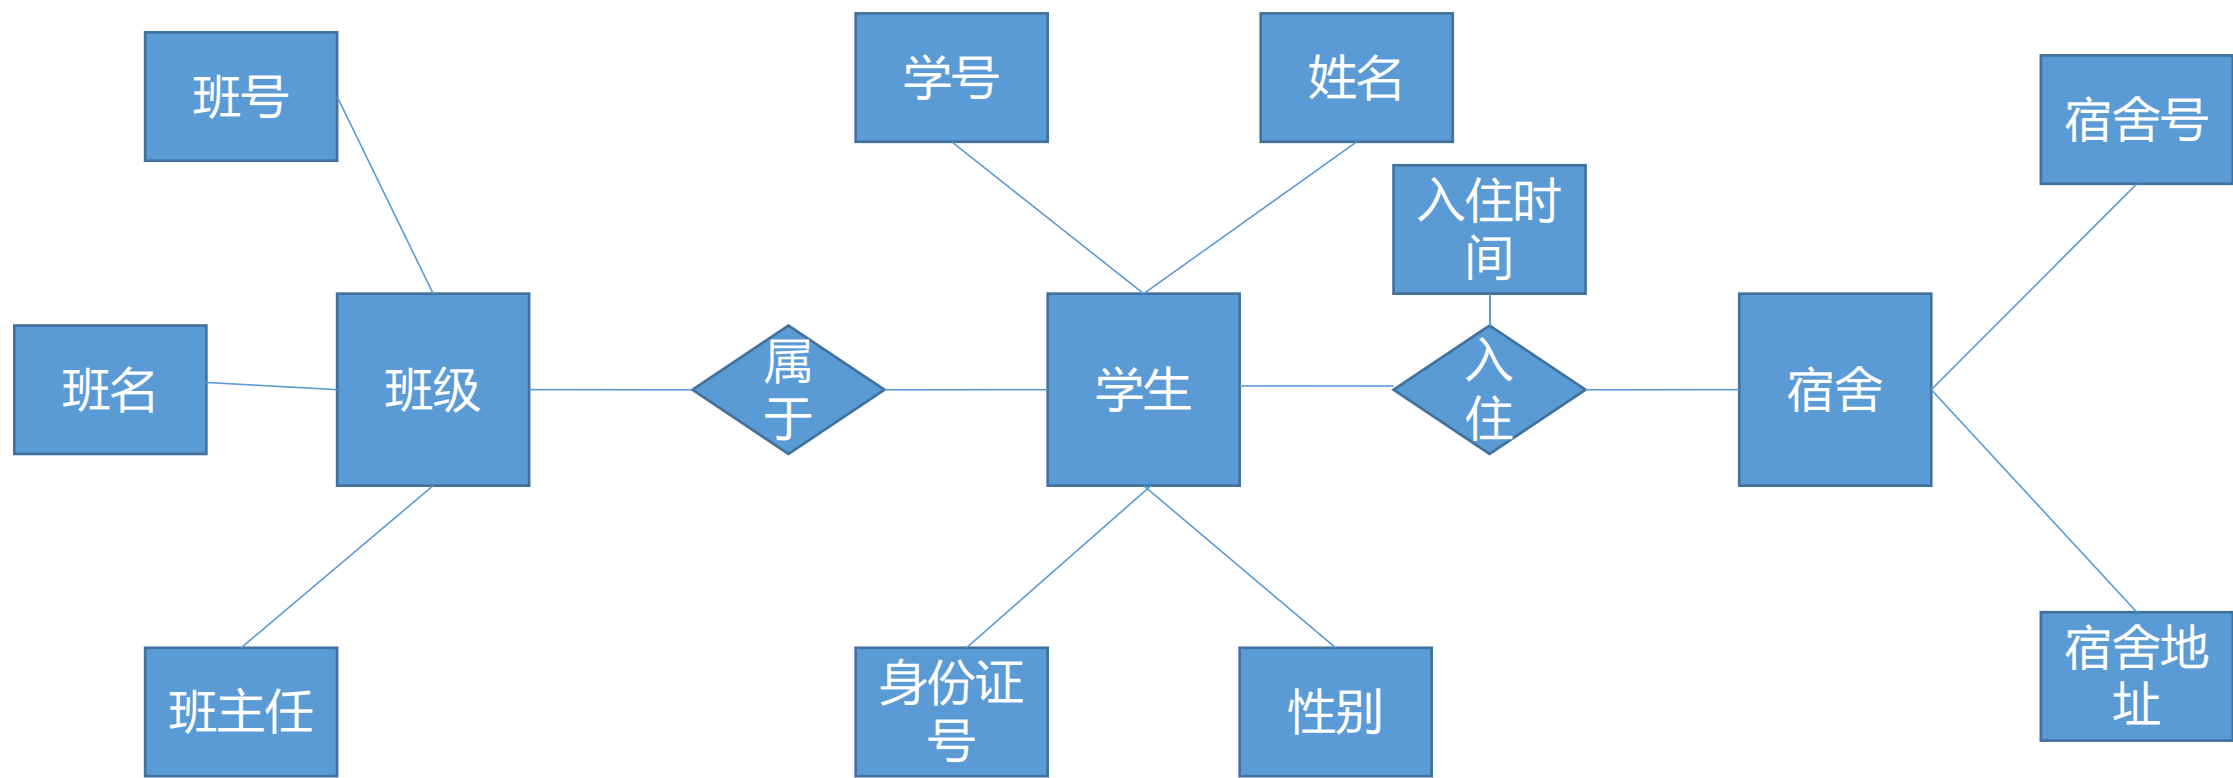 班号
学号
姓名
宿舍号
入住时
间
班名
班级
属
于
学生
入
住
宿舍
班主任
身份证
号
性别
宿舍地
址